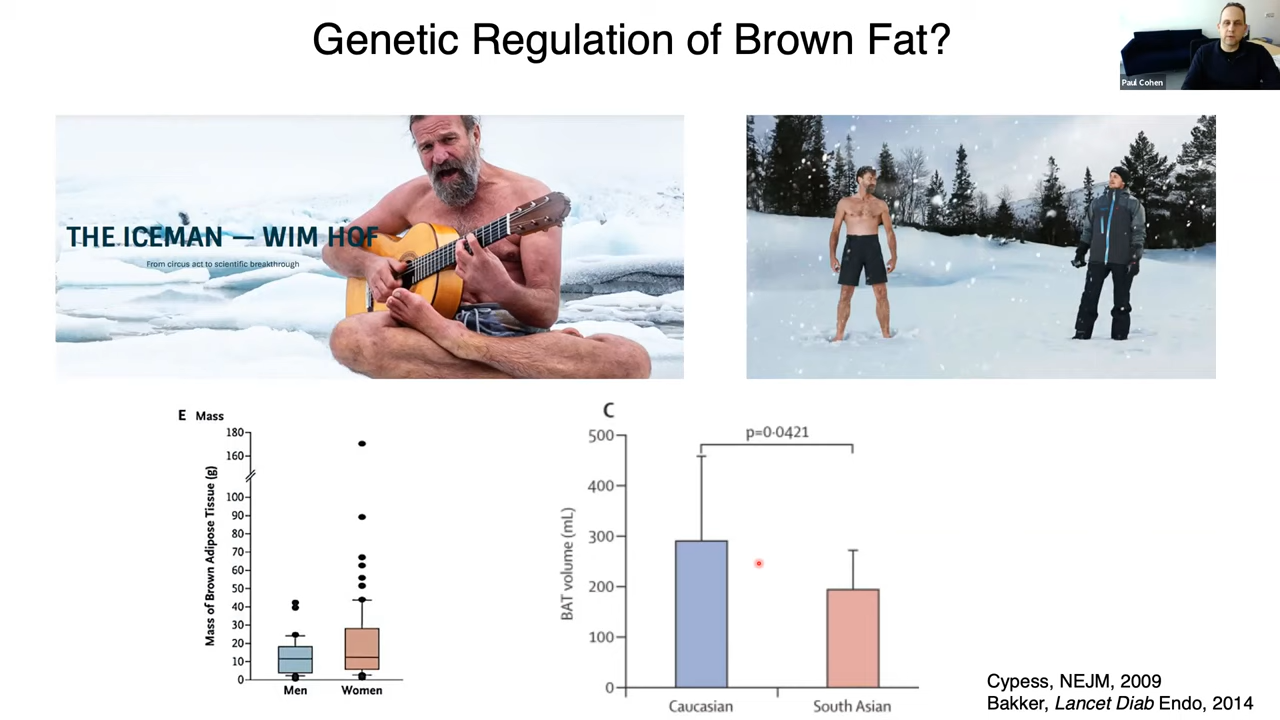 Genetic Regulation of Brown Fat?
Paul Cohen
THE ICEMAN — WIM HOF
From circus act to scientific breakthrough
E Mass
Mass of Brown Adipose Tissue (g)
180
160
100
90
80
70
60
50
40
30
20
10
0
Men Women
C
p=0·0421
BAT volume (mL)
500
400
300
200
100
0
Caucasian South Asian
Cypess, NEJM, 2009
Bakker, Lancet Diab Endo, 2014